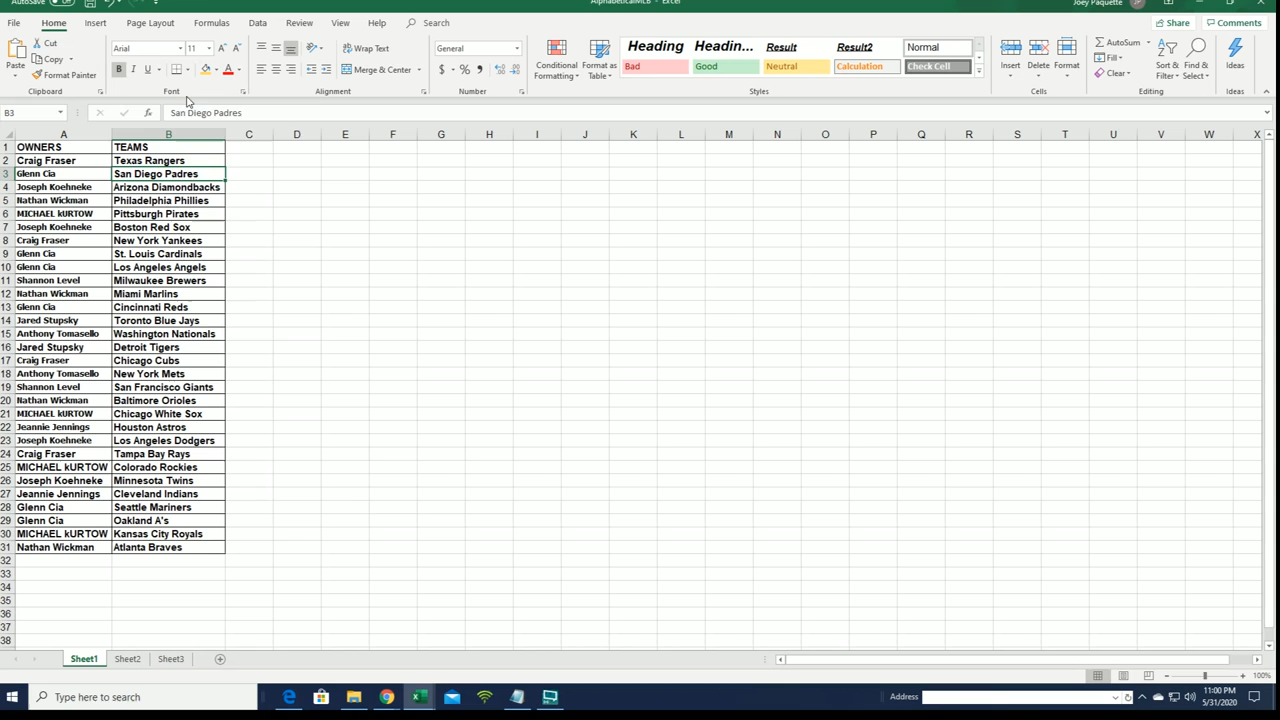 AutoSave Off AlphabeticalMLB - Excel Joey Paquette JP
File Home Insert Page Layout Formulas Data Review View Help Search Share Comments
Paste Cut Copy Format Painter Clipboard
Arial 11 B I U A Font
Wrap Text Merge & Center Alignment
General $ % Number
Conditional Formatting Format as Table
Heading Headin... Result Result2 Normal
Bad Good Neutral Calculation Check Cell
Styles
Insert Delete Format Cells
AutoSum Fill Clear Sort & Filter Find & Select Editing
Ideas Ideas
B3 fx San Diego Padres
A B C D E F G H I J K L M N O P Q R S T U V W X
1 OWNERS TEAMS
2 Craig Fraser Texas Rangers
3 Glenn Cia San Diego Padres
4 Joseph Koehneke Arizona Diamondbacks
5 Nathan Wickman Philadelphia Phillies
6 MICHAEL kURTOW Pittsburgh Pirates
7 Joseph Koehneke Boston Red Sox
8 Craig Fraser New York Yankees
9 Glenn Cia St. Louis Cardinals
10 Glenn Cia Los Angeles Angels
11 Shannon Level Milwaukee Brewers
12 Nathan Wickman Miami Marlins
13 Glenn Cia Cincinnati Reds
14 Jared Stupsky Toronto Blue Jays
15 Anthony Tomasello Washington Nationals
16 Jared Stupsky Detroit Tigers
17 Craig Fraser Chicago Cubs
18 Anthony Tomasello New York Mets
19 Shannon Level San Francisco Giants
20 Nathan Wickman Baltimore Orioles
21 MICHAEL kURTOW Chicago White Sox
22 Jeannie Jennings Houston Astros
23 Joseph Koehneke Los Angeles Dodgers
24 Craig Fraser Tampa Bay Rays
25 MICHAEL kURTOW Colorado Rockies
26 Joseph Koehneke Minnesota Twins
27 Jeannie Jennings Cleveland Indians
28 Glenn Cia Seattle Mariners
29 Glenn Cia Oakland A's
30 MICHAEL kURTOW Kansas City Royals
31 Nathan Wickman Atlanta Braves
32
33
34
35
36
37
38
Sheet1 Sheet2 Sheet3
100%
Type here to search Address 11:00 PM
5/31/2020